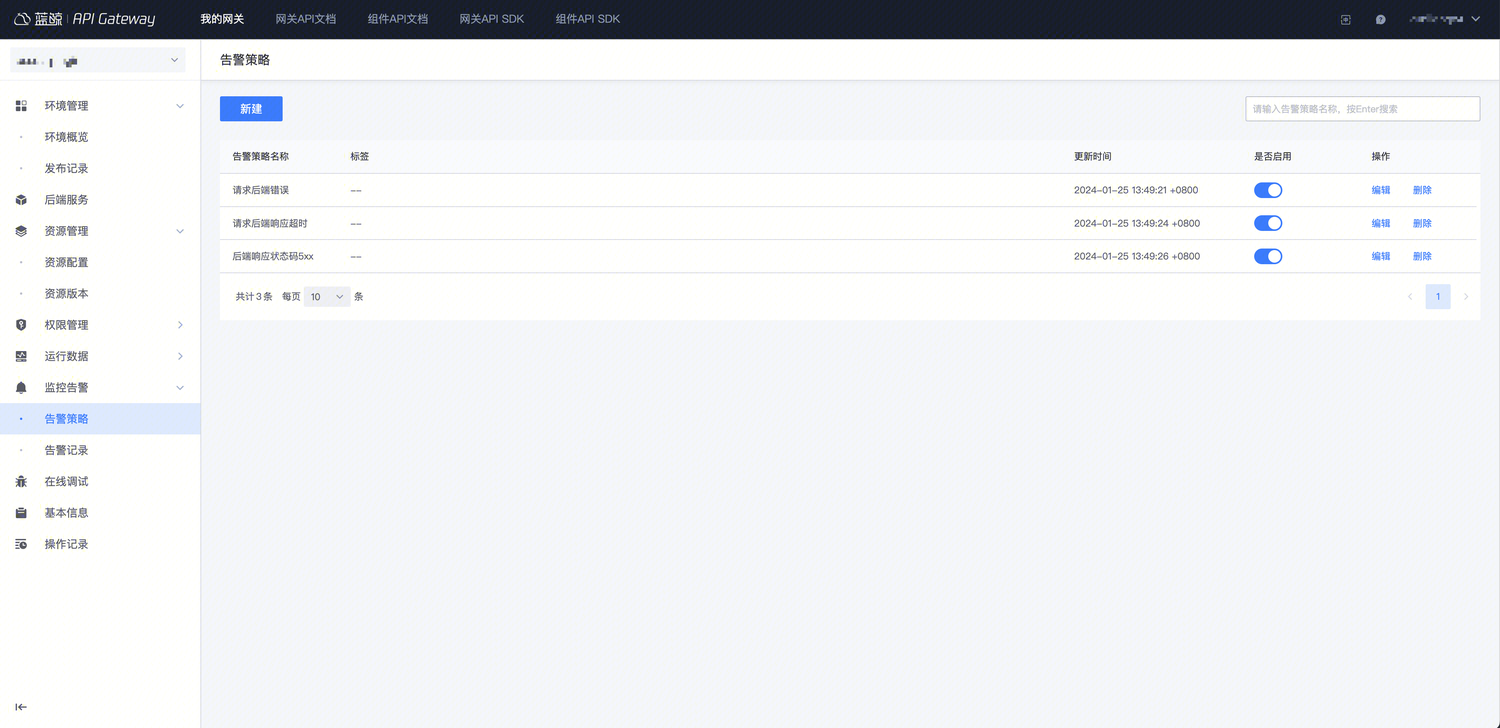 蓝鲸 | API Gateway 我的网关 网关API文档 组件API文档 网关API SDK 组件API SDK
告警策略
环境管理
环境概览
发布记录
后端服务
资源管理
资源配置
资源版本
权限管理
运行数据
监控告警
告警策略
告警记录
在线调试
基本信息
操作记录
新建
请输入告警策略名称，按Enter搜索
告警策略名称 标签 更新时间 是否启用 操作
请求后端错误 -- 2024-01-25 13:49:21 +0800 编辑 删除
请求后端响应超时 -- 2024-01-25 13:49:24 +0800 编辑 删除
后端响应状态码5xx -- 2024-01-25 13:49:26 +0800 编辑 删除
共计3条 每页 10 条 1